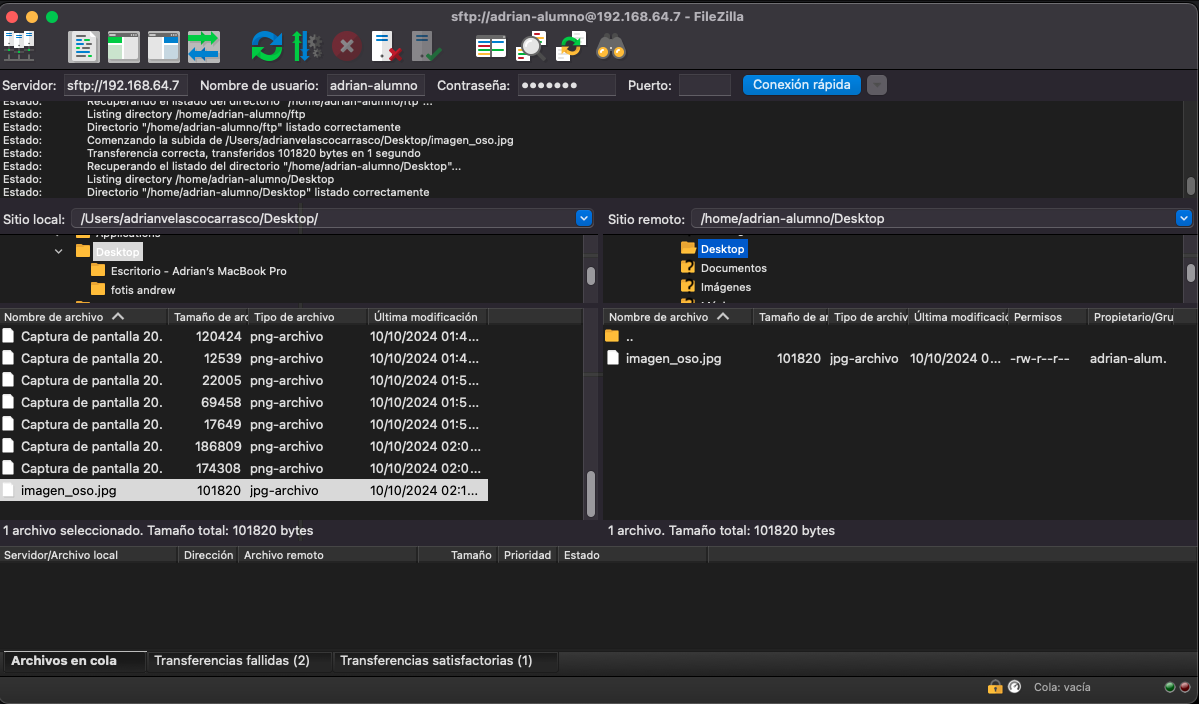 sftp://adrian-alumno@192.168.64.7 - FileZilla
Servidor: sftp://192.168.64.7 Nombre de usuario: adrian-alumno Contraseña: ●●●●●●● Puerto: Conexión rápida
Estado: Recuperando el listado del directorio "/home/adrian-alumno/ftp"...
Estado: Listing directory /home/adrian-alumno/ftp
Estado: Directorio "/home/adrian-alumno/ftp" listado correctamente
Estado: Comenzando la subida de /Users/adrianvelascocarrasco/Desktop/imagen_oso.jpg
Estado: Transferencia correcta, transferidos 101820 bytes en 1 segundo
Estado: Recuperando el listado del directorio "/home/adrian-alumno/Desktop"...
Estado: Listing directory /home/adrian-alumno/Desktop
Estado: Directorio "/home/adrian-alumno/Desktop" listado correctamente
Sitio local: /Users/adrianvelascocarrasco/Desktop/
Applications
Desktop
Escritorio - Adrian's MacBook Pro
fotis andrew
Nombre de archivo Tamaño de arc Tipo de archivo Última modificación
Captura de pantalla 20. 120424 png-archivo 10/10/2024 01:4...
Captura de pantalla 20. 12539 png-archivo 10/10/2024 01:4...
Captura de pantalla 20. 22005 png-archivo 10/10/2024 01:5...
Captura de pantalla 20. 69458 png-archivo 10/10/2024 01:5...
Captura de pantalla 20. 17649 png-archivo 10/10/2024 01:5...
Captura de pantalla 20. 186809 png-archivo 10/10/2024 02:0...
Captura de pantalla 20. 174308 png-archivo 10/10/2024 02:0...
imagen_oso.jpg 101820 jpg-archivo 10/10/2024 02:1...
1 archivo seleccionado. Tamaño total: 101820 bytes
Sitio remoto: /home/adrian-alumno/Desktop
Desktop
Documentos
Imágenes
Nombre de archivo Tamaño de ar Tipo de archiv Última modificació Permisos Propietario/Gru
..
imagen_oso.jpg 101820 jpg-archivo 10/10/2024 0... -rw-r--r-- adrian-alum.
1 archivo. Tamaño total: 101820 bytes
Servidor/Archivo local Dirección Archivo remoto Tamaño Prioridad Estado
Archivos en cola Transferencias fallidas (2) Transferencias satisfactorias (1)
Cola: vacía